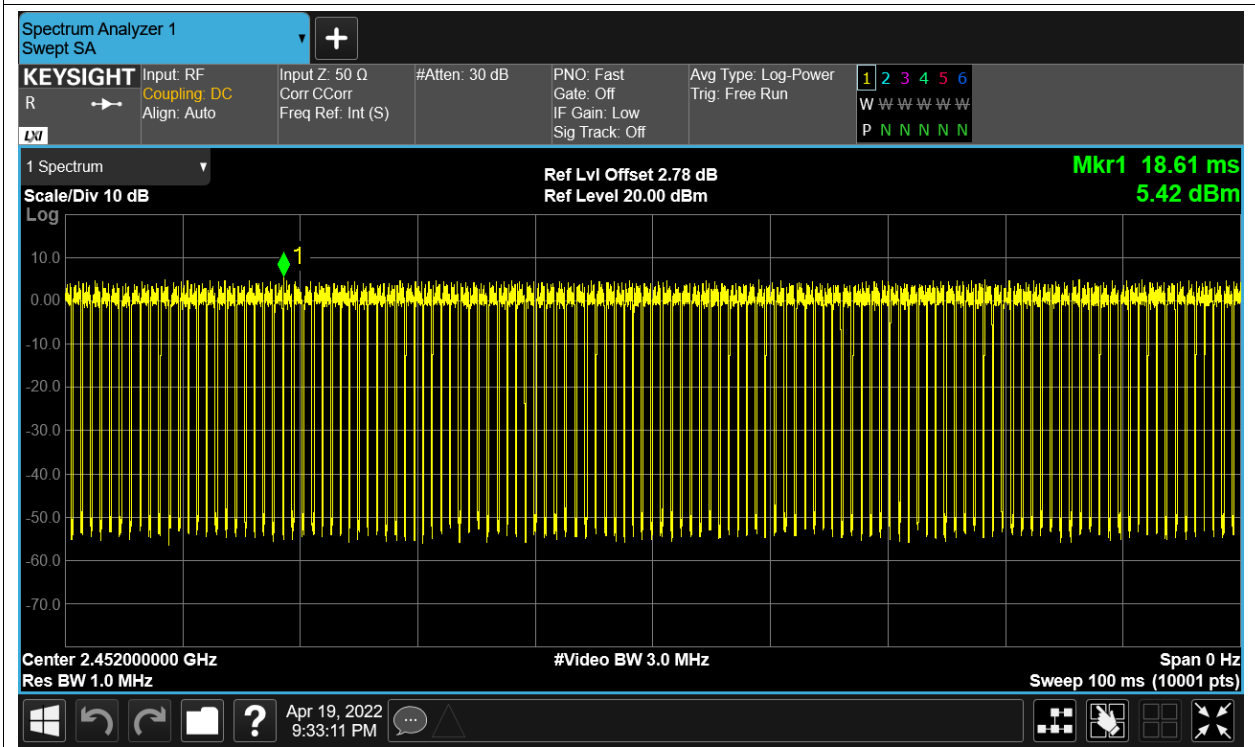 Spectrum Analyzer 1
Swept SA
KEYSIGHT
R
LXI
Input: RF
Coupling: DC
Align: Auto
Input Z: 50 Ω
Corr CCorr
Freq Ref: Int (S)
#Atten: 30 dB
PNO: Fast
Gate: Off
IF Gain: Low
Sig Track: Off
Avg Type: Log-Power
Trig: Free Run
1 2 3 4 5 6
W W W W W W
P N N N N N
1 Spectrum
Scale/Div 10 dB
Log
Ref Lvl Offset 2.78 dB
Ref Level 20.00 dBm
Mkr1 18.61 ms
5.42 dBm
1
10.0
0.00
-10.0
-20.0
-30.0
-40.0
-50.0
-60.0
-70.0
Center 2.452000000 GHz
Res BW 1.0 MHz
#Video BW 3.0 MHz
Span 0 Hz
Sweep 100 ms (10001 pts)
?
Apr 19, 2022
9:33:11 PM